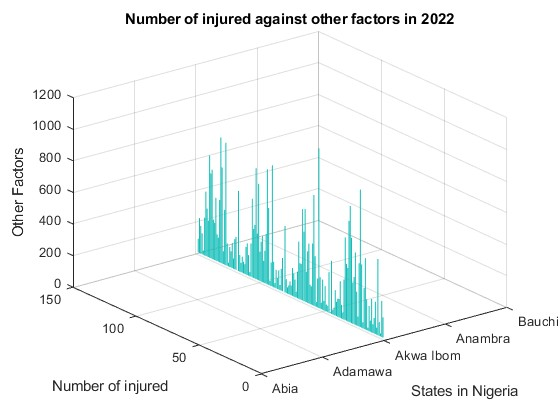 Number of injured against other factors in 2022
1200
1000
800
600
400
200
0
Other Factors
150
100
50
0
Number of injured
Abia
Adamawa
Akwa Ibom
Anambra
Bauchi
States in Nigeria